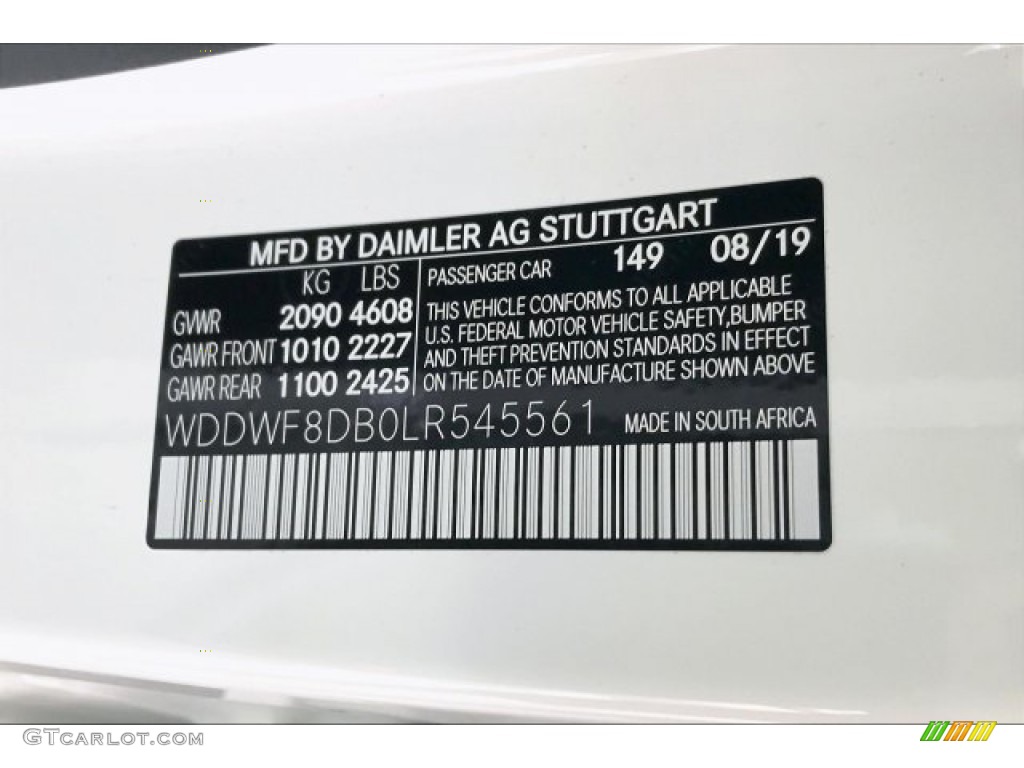 MFD BY DAIMLER AG STUTTGART
KG LBS
GVWR 2090 4608
GAWR FRONT 1010 2227
GAWR REAR 1100 2425
PASSENGER CAR 149 08/19
THIS VEHICLE CONFORMS TO ALL APPLICABLE
U.S. FEDERAL MOTOR VEHICLE SAFETY,BUMPER
AND THEFT PREVENTION STANDARDS IN EFFECT
ON THE DATE OF MANUFACTURE SHOWN ABOVE
WDDWF8DB0LR545561 MADE IN SOUTH AFRICA
GTCarLot.com